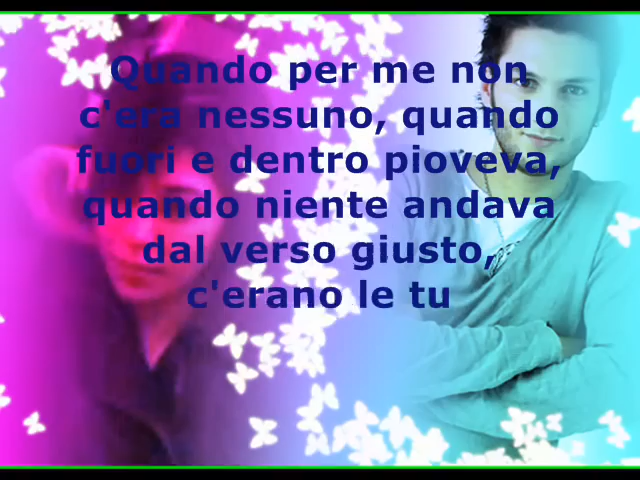 Quando per me non
c'era nessuno, quando
fuori e dentro pioveva,
quando niente andava
dal verso giusto,
c'erano le tu